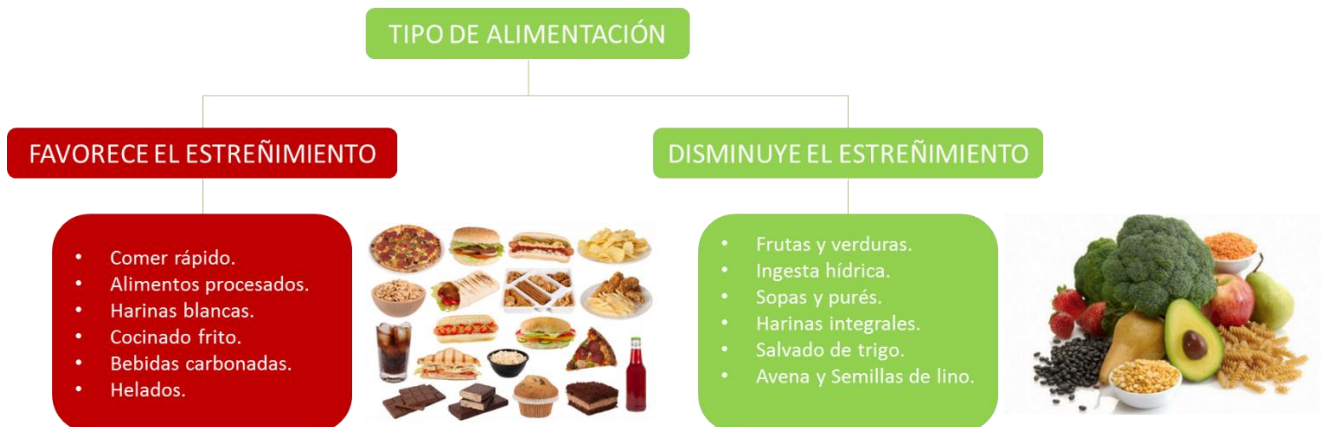 TIPO DE ALIMENTACIÓN
FAVORECE EL ESTREÑIMIENTO
• Comer rápido.
• Alimentos procesados.
• Harinas blancas.
• Cocinado frito.
• Bebidas carbonadas.
• Helados.
DISMINUYE EL ESTREÑIMIENTO
• Frutas y verduras.
• Ingesta hídrica.
• Sopas y purés.
• Harinas integrales.
• Salvado de trigo.
• Avena y Semillas de lino.